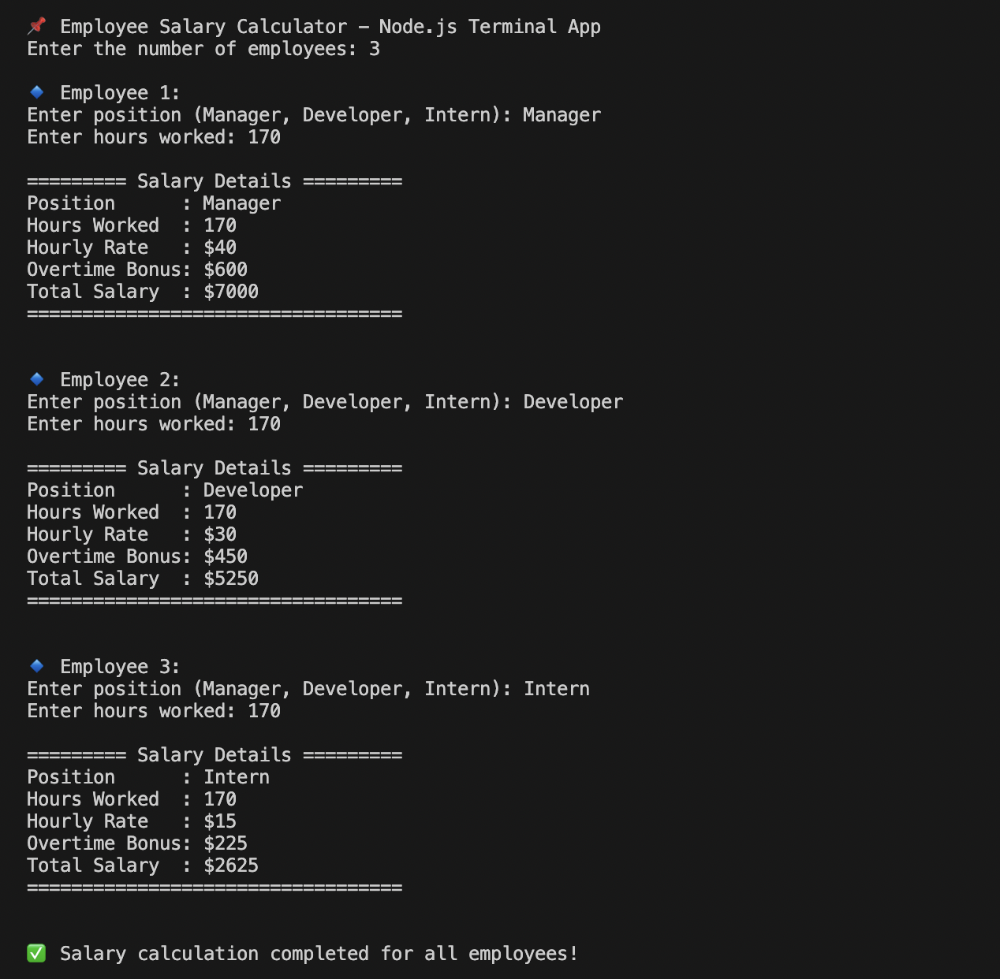 📌 Employee Salary Calculator – Node.js Terminal App
Enter the number of employees: 3
🔹 Employee 1:
Enter position (Manager, Developer, Intern): Manager
Enter hours worked: 170
========= Salary Details =========
Position      : Manager
Hours Worked  : 170
Hourly Rate   : $40
Overtime Bonus: $600
Total Salary  : $7000
==================================
🔹 Employee 2:
Enter position (Manager, Developer, Intern): Developer
Enter hours worked: 170
========= Salary Details =========
Position      : Developer
Hours Worked  : 170
Hourly Rate   : $30
Overtime Bonus: $450
Total Salary  : $5250
==================================
🔹 Employee 3:
Enter position (Manager, Developer, Intern): Intern
Enter hours worked: 170
========= Salary Details =========
Position      : Intern
Hours Worked  : 170
Hourly Rate   : $15
Overtime Bonus: $225
Total Salary  : $2625
==================================
✅ Salary calculation completed for all employees!